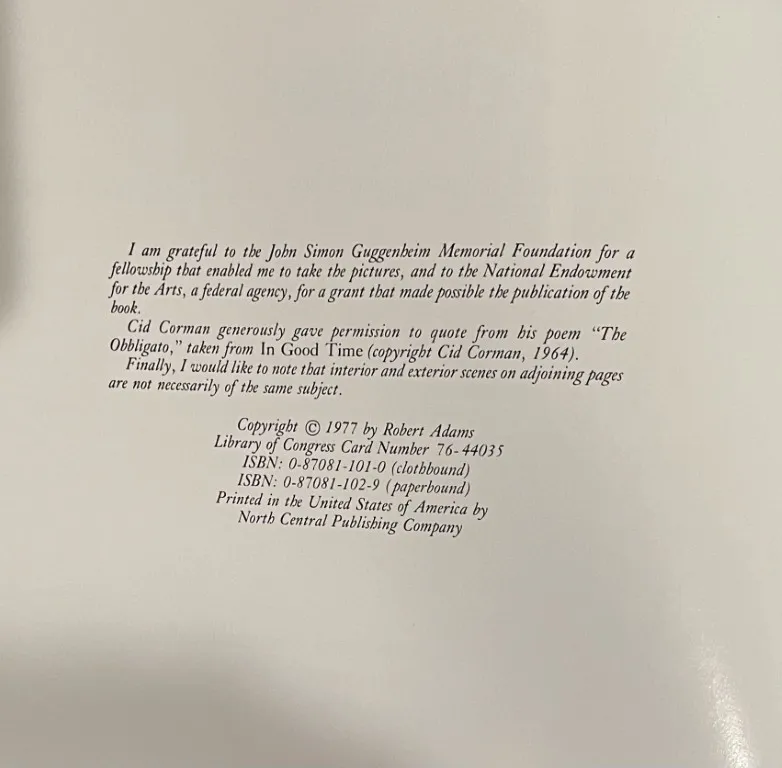 I am grateful to the John Simon Guggenheim Memorial Foundation for a
fellowship that enabled me to take the pictures, and to the National Endowment
for the Arts, a federal agency, for a grant that made possible the publication of the
book.
Cid Corman generously gave permission to quote from his poem “The
Obbligato,” taken from In Good Time (copyright Cid Corman, 1964).
Finally, I would like to note that interior and exterior scenes on adjoining pages
are not necessarily of the same subject.
Copyright © 1977 by Robert Adams
Library of Congress Card Number 76-44035
ISBN: 0-87081-101-0 (clothbound)
ISBN: 0-87081-102-9 (paperbound)
Printed in the United States of America by
North Central Publishing Company